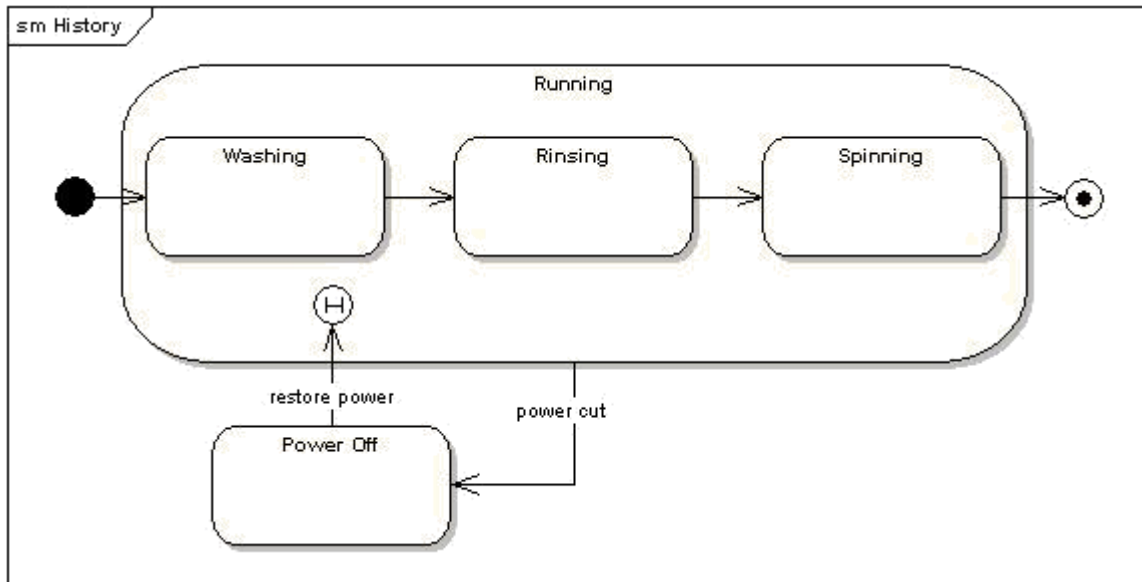 sm History
Running
Washing
Rinsing
Spinning
H
restore power
power cut
Power Off